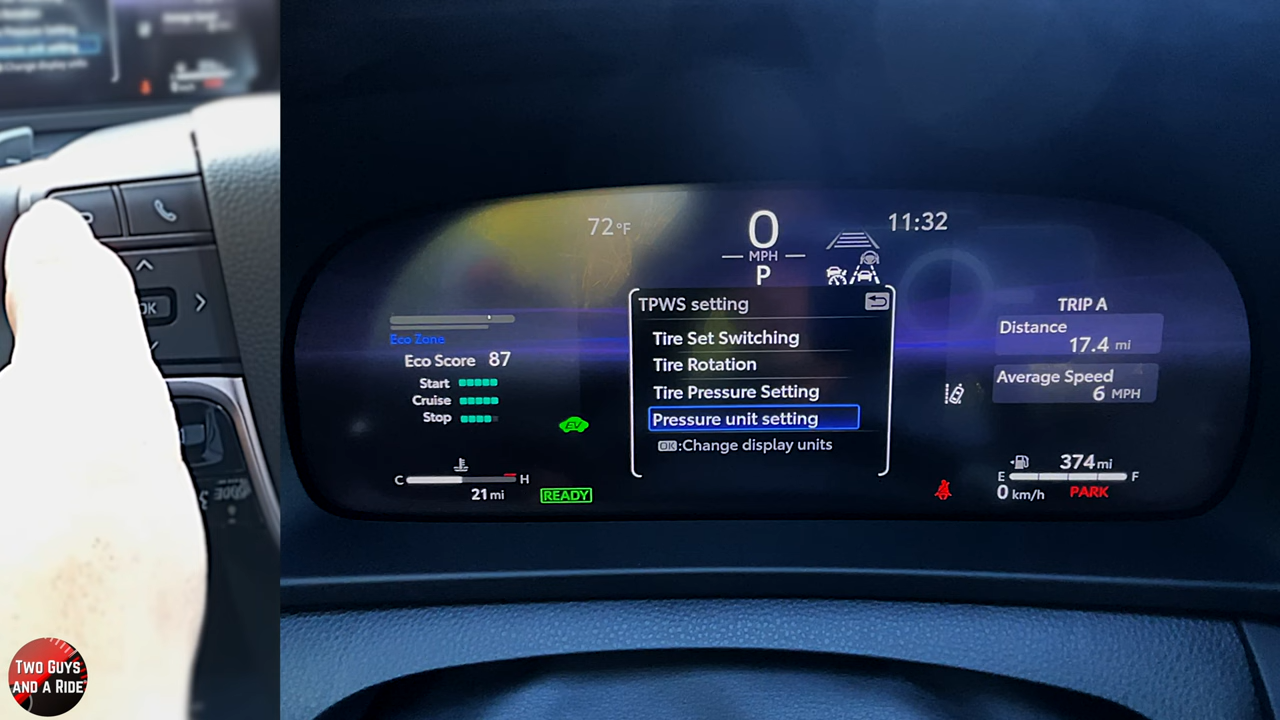 72°F
0
MPH
P
11:32
TPWS setting
Tire Set Switching
Tire Rotation
Tire Pressure Setting
Pressure unit setting
OK:Change display units
Eco Zone
Eco Score 87
Start
Cruise
Stop
EV
C H
21 mi
READY
TRIP A
Distance
17.4 mi
Average Speed
6 MPH
374 mi
E F
0 km/h
PARK
OK
TWO GUYS
AND A RIDE